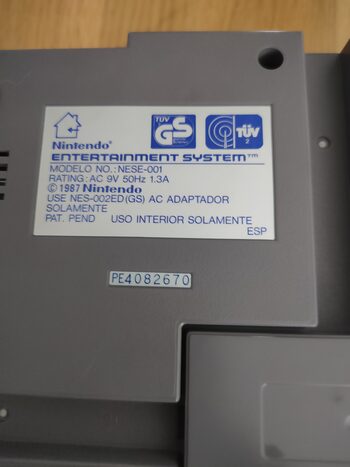 TÜV
GS
TÜV
2
Nintendo®
ENTERTAINMENT SYSTEM™
MODELO NO.: NESE-001
RATING: AC 9V 50Hz 1.3A
©1987 Nintendo
USE NES-002ED(GS) AC ADAPTADOR
SOLAMENTE
PAT. PEND USO INTERIOR SOLAMENTE
ESP
PE4082670